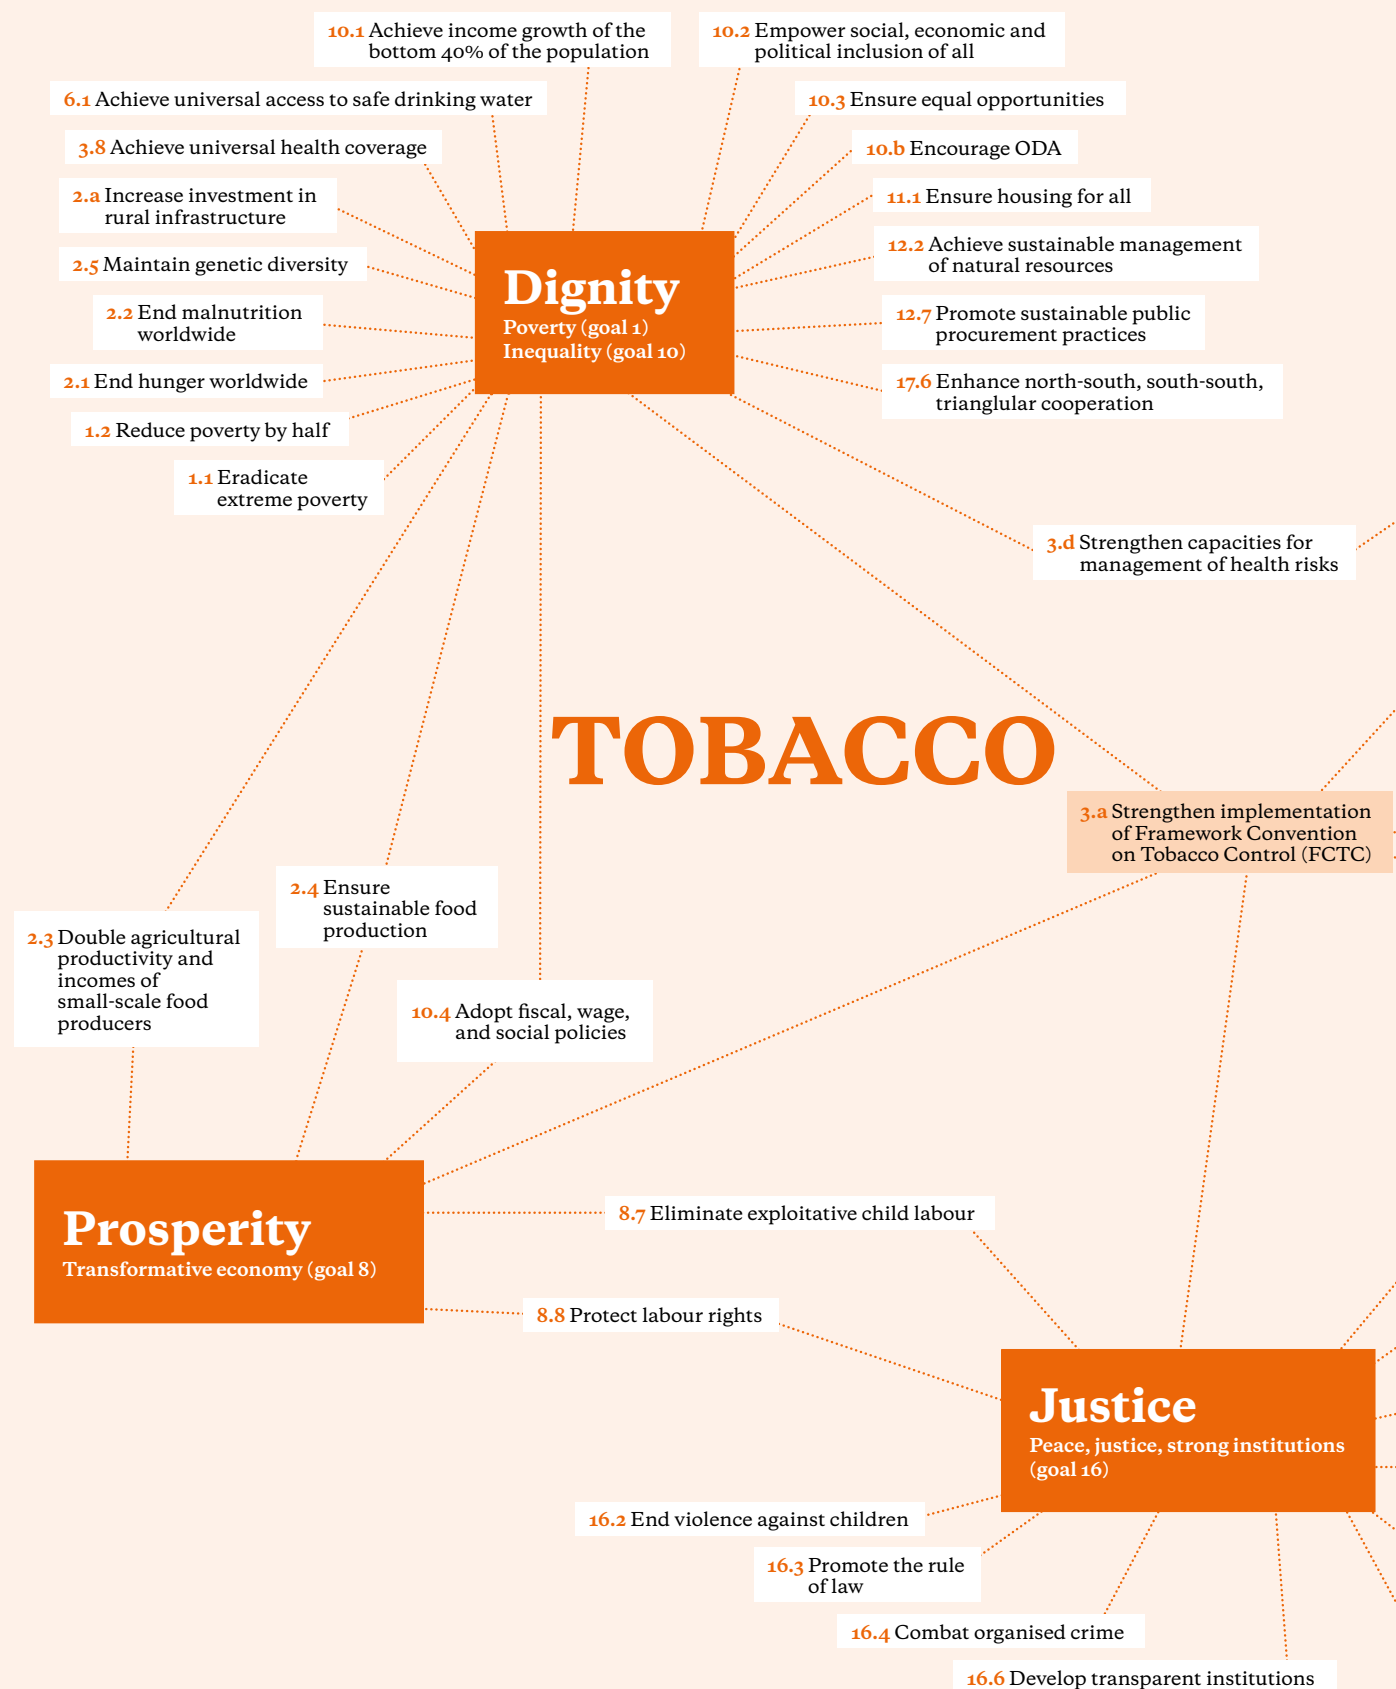 10.1 Achieve income growth of the
bottom 40% of the population
10.2 Empower social, economic and
political inclusion of all
6.1 Achieve universal access to safe drinking water
10.3 Ensure equal opportunities
3.8 Achieve universal health coverage
10.b Encourage ODA
2.a Increase investment in
rural infrastructure
11.1 Ensure housing for all
2.5 Maintain genetic diversity
12.2 Achieve sustainable management
of natural resources
Dignity
Poverty (goal 1)
Inequality (goal 10)
2.2 End malnutrition
worldwide
12.7 Promote sustainable public
procurement practices
2.1 End hunger worldwide
17.6 Enhance north-south, south-south,
trianglular cooperation
1.2 Reduce poverty by half
1.1 Eradicate
extreme poverty
3.d Strengthen capacities for
management of health risks
TOBACCO
3.a Strengthen implementation
of Framework Convention
on Tobacco Control (FCTC)
2.4 Ensure
sustainable food
production
2.3 Double agricultural
productivity and
incomes of
small-scale food
producers
10.4 Adopt fiscal, wage,
and social policies
Prosperity
Transformative economy (goal 8)
8.7 Eliminate exploitative child labour
8.8 Protect labour rights
Justice
Peace, justice, strong institutions
(goal 16)
16.2 End violence against children
16.3 Promote the rule
of law
16.4 Combat organised crime
16.6 Develop transparent institutions